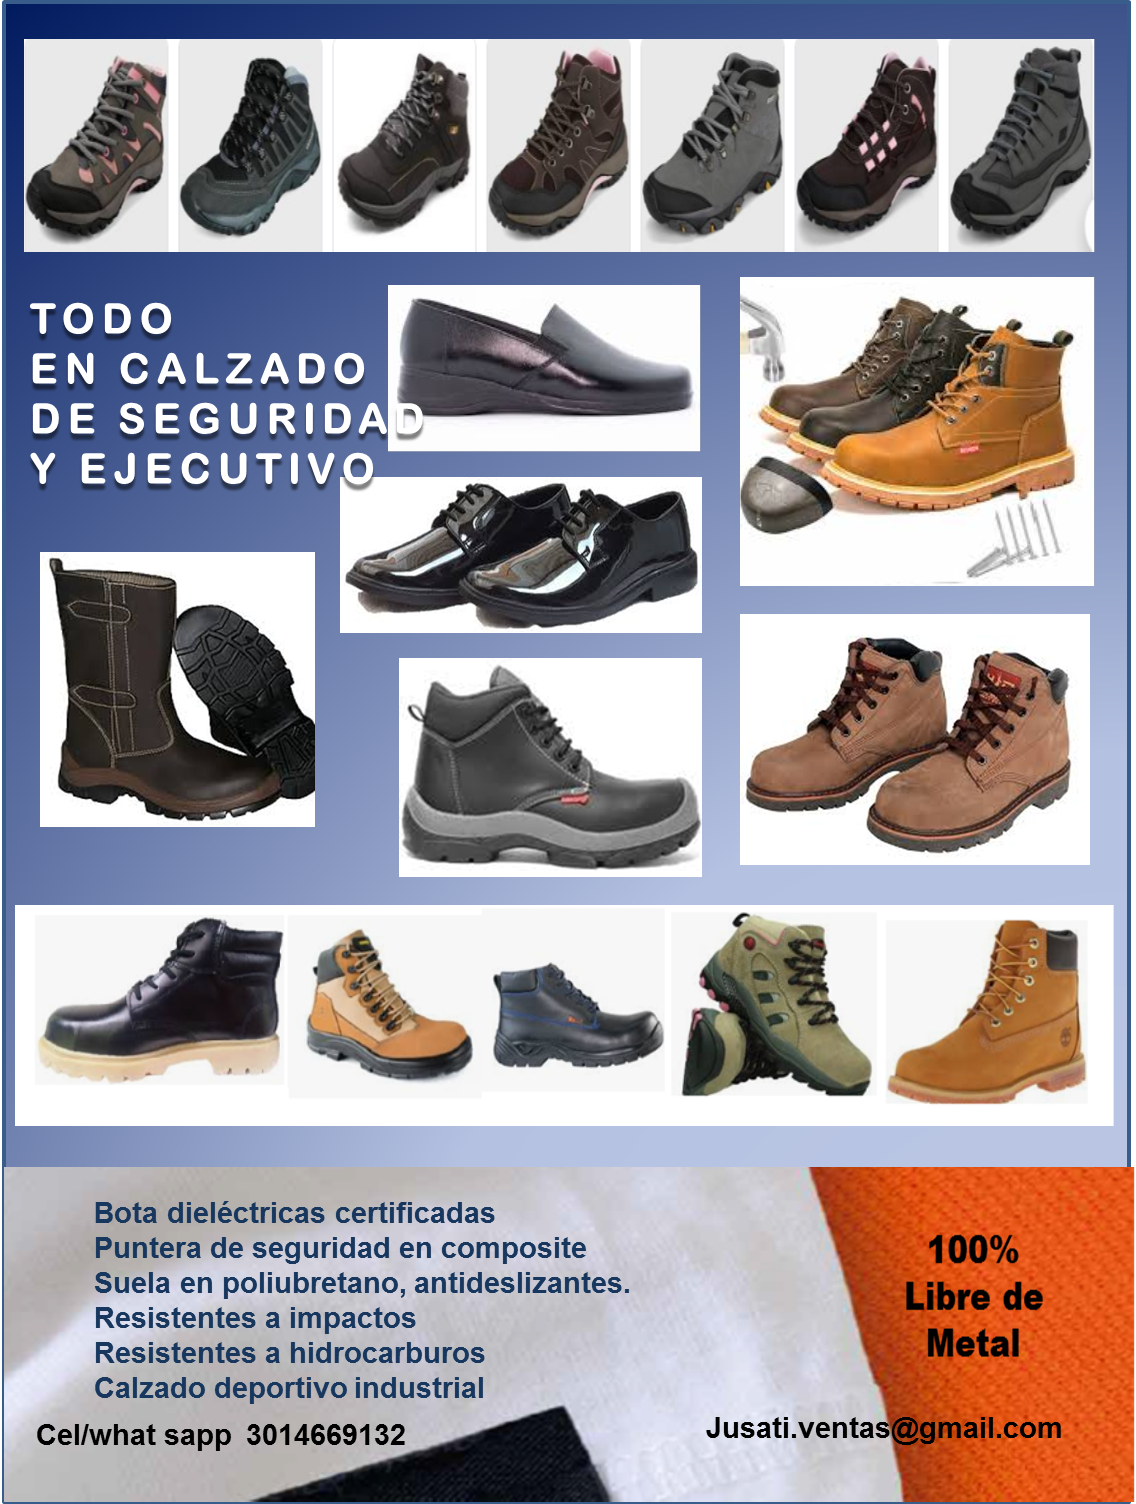 TODO
EN CALZADO
DE SEGURIDAD
Y EJECUTIVO
Bota dieléctricas certificadas
Puntera de seguridad en composite
Suela en poliubretano, antideslizantes.
Resistentes a impactos
Resistentes a hidrocarburos
Calzado deportivo industrial
100%
Libre de
Metal
Cel/what sapp 3014669132
Jusati.ventas@gmail.com